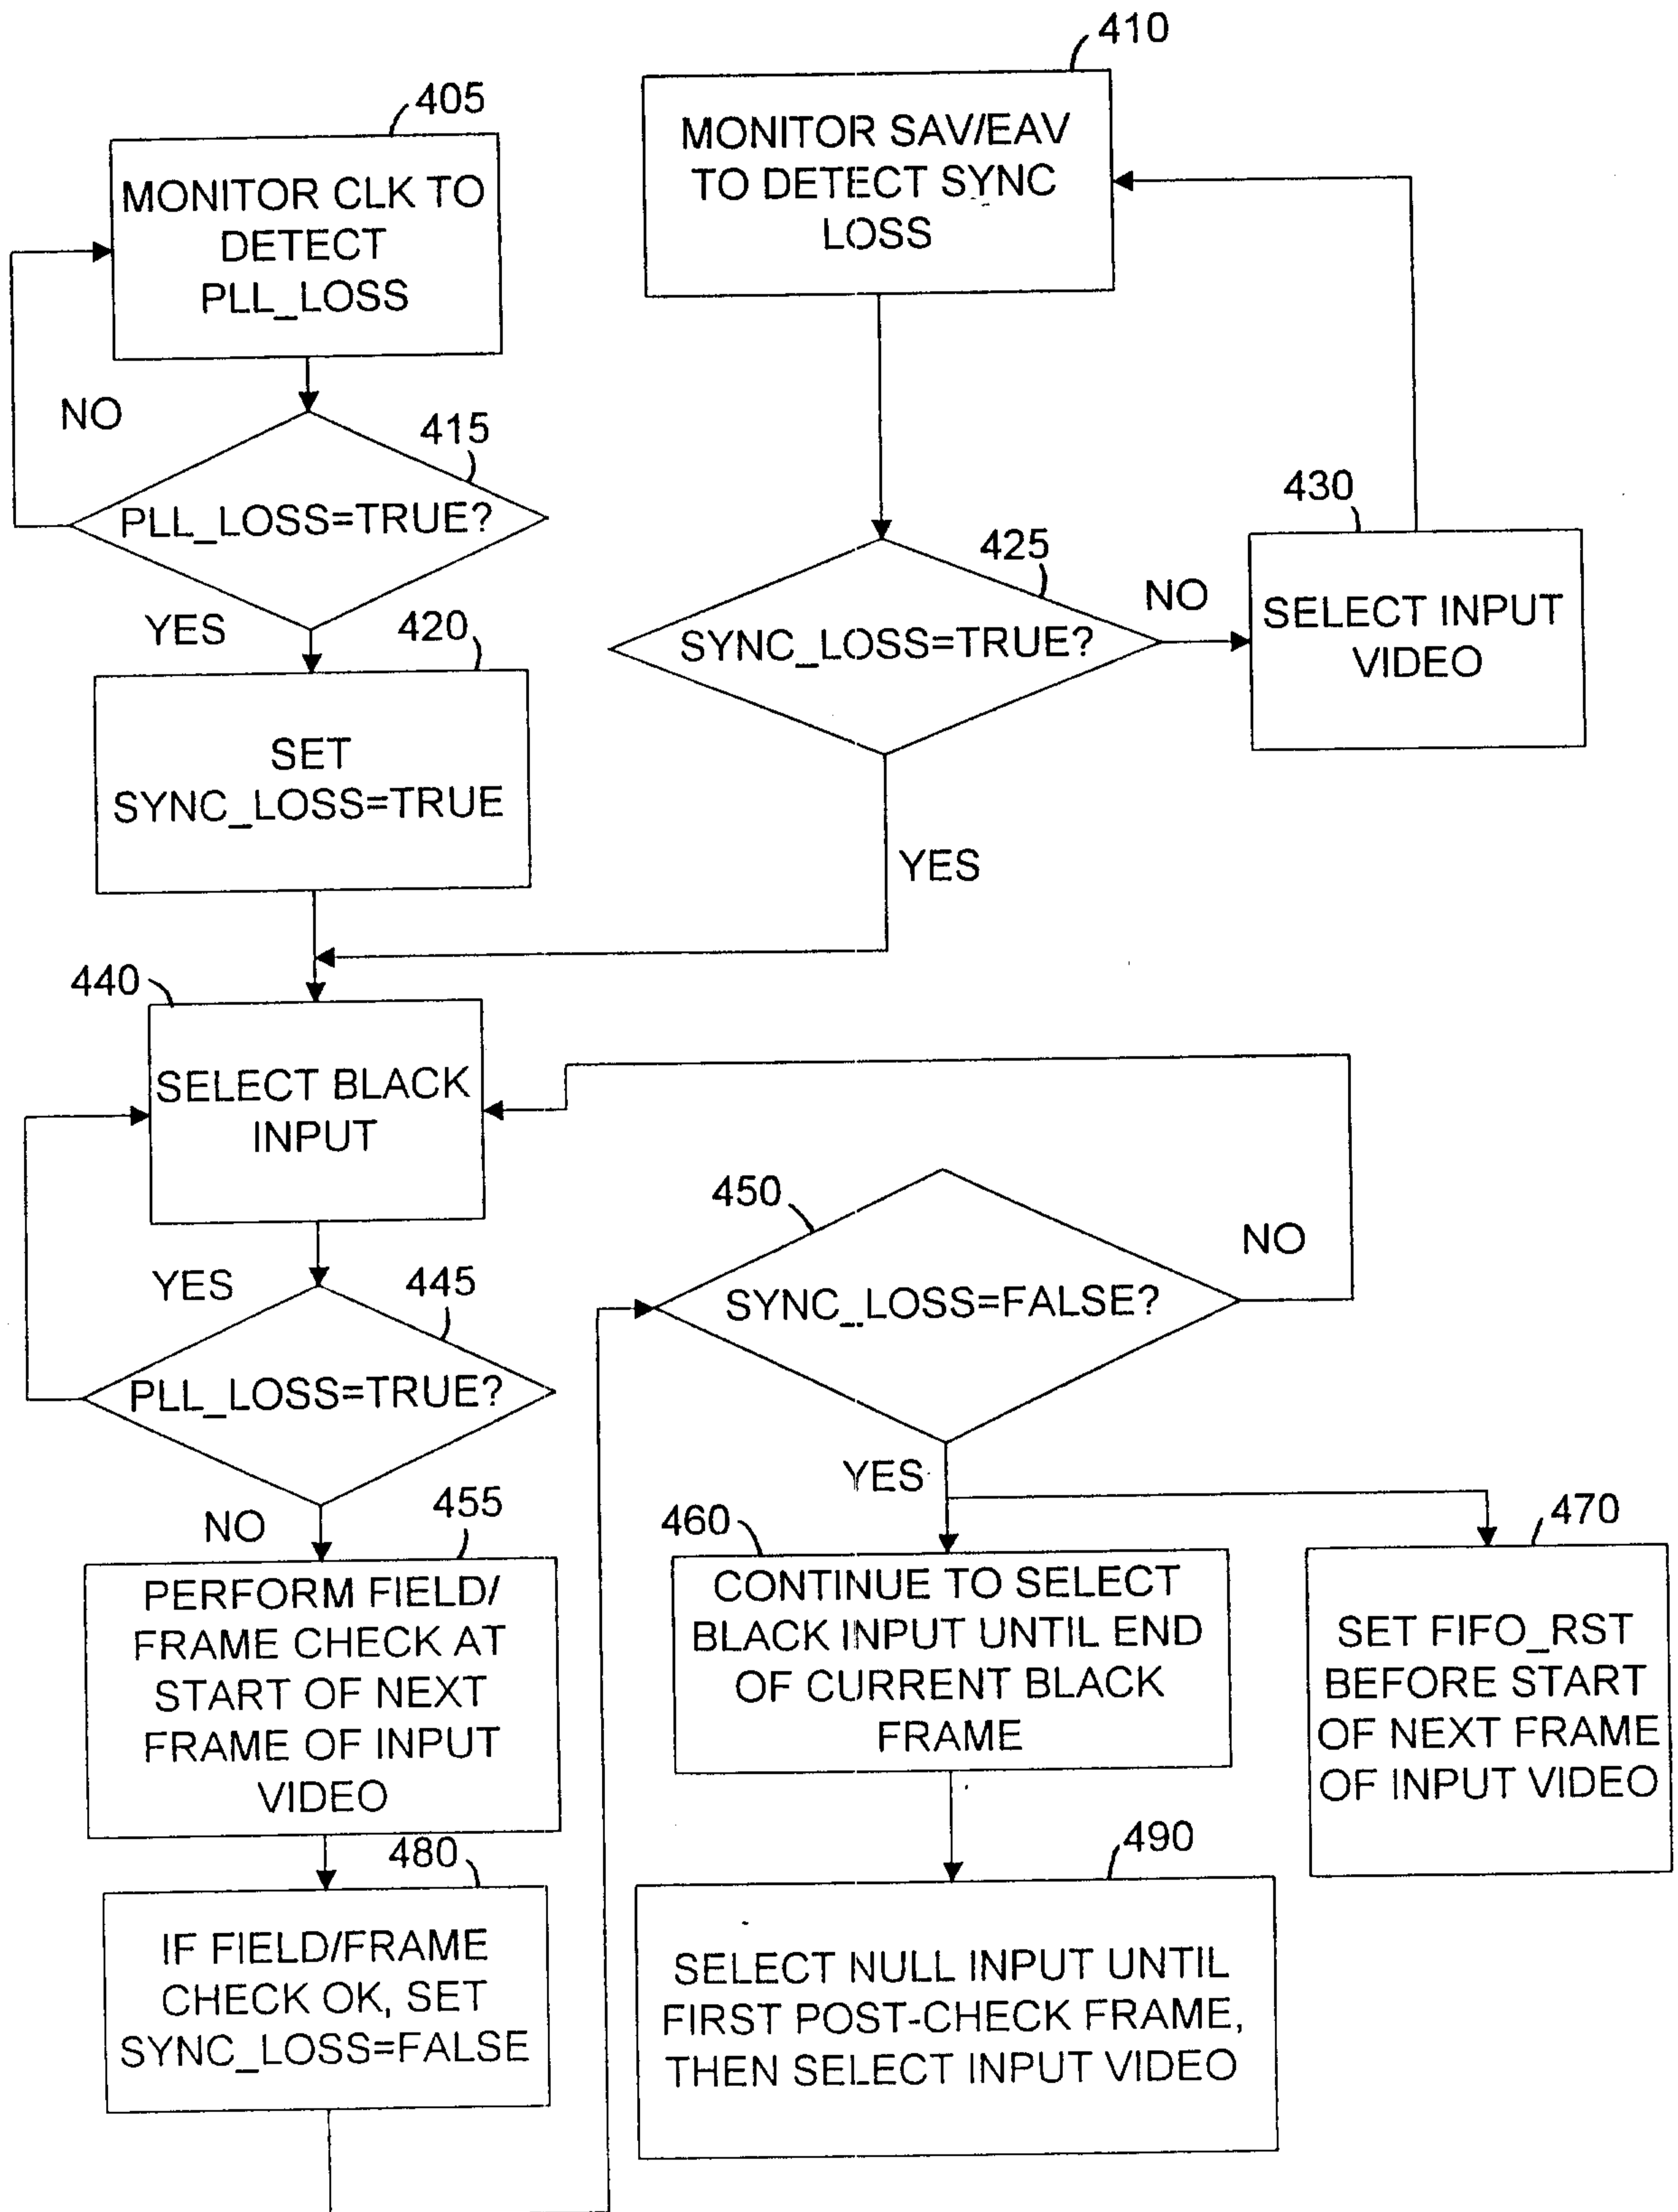 410
405
MONITOR SAV/EAV
TO DETECT SYNC
LOSS
MONITOR CLK TO
DETECT
PLL_LOSS
NO
415
PLL_LOSS=TRUE?
YES
420
SET
SYNC_LOSS=TRUE
425
SYNC_LOSS=TRUE?
NO
430
SELECT INPUT
VIDEO
YES
440
SELECT BLACK
INPUT
YES
445
PLL_LOSS=TRUE?
NO
450
SYNC_LOSS=FALSE?
NO
YES
455
PERFORM FIELD/
FRAME CHECK AT
START OF NEXT
FRAME OF INPUT
VIDEO
460
CONTINUE TO SELECT
BLACK INPUT UNTIL END
OF CURRENT BLACK
FRAME
470
SET FIFO_RST
BEFORE START
OF NEXT FRAME
OF INPUT VIDEO
480
IF FIELD/FRAME
CHECK OK, SET
SYNC_LOSS=FALSE
490
SELECT NULL INPUT UNTIL
FIRST POST-CHECK FRAME,
THEN SELECT INPUT VIDEO